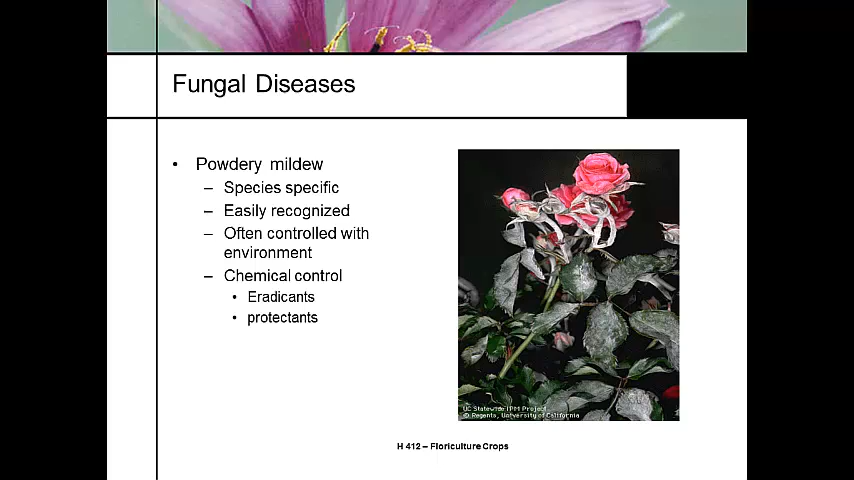 Fungal Diseases
• Powdery mildew
– Species specific
– Easily recognized
– Often controlled with
environment
– Chemical control
• Eradicants
• protectants
UC Statewide IPM Project
© Regents, University of California
H 412 – Floriculture Crops